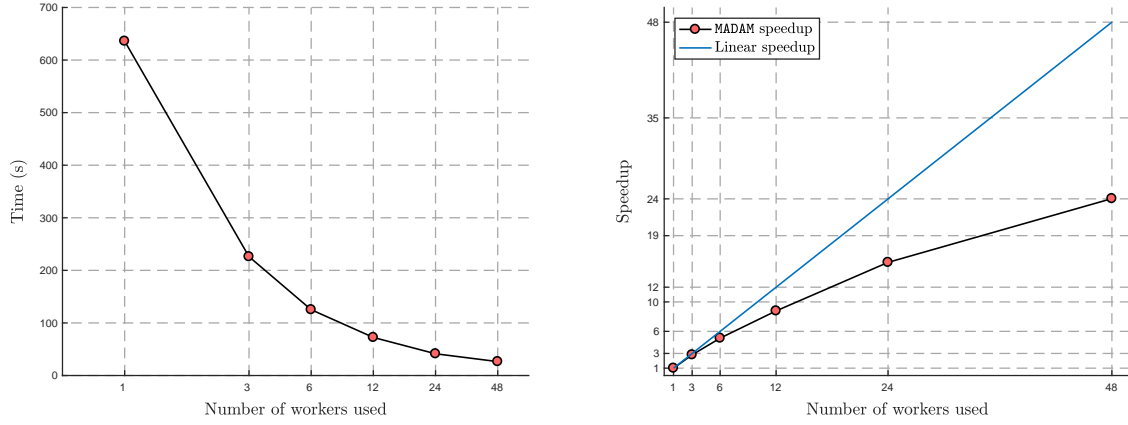 700
600
500
400
300
200
100
0
Time (s)
1 3 6 12 24 48
Number of workers used
MADAM speedup
Linear speedup
48
35
24
19
12
10
6
3
1
Speedup
1 3 6 12 24 48
Number of workers used